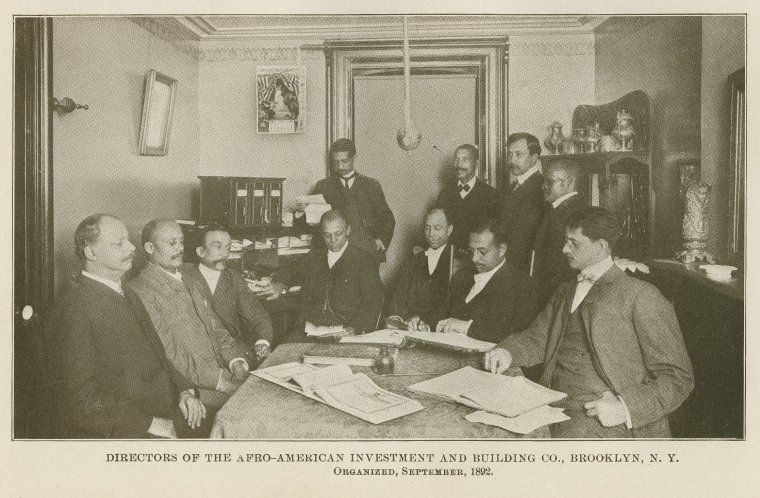 DIRECTORS OF THE AFRO-AMERICAN INVESTMENT AND BUILDING CO., BROOKLYN, N. Y.
ORGANIZED, SEPTEMBER, 1892.